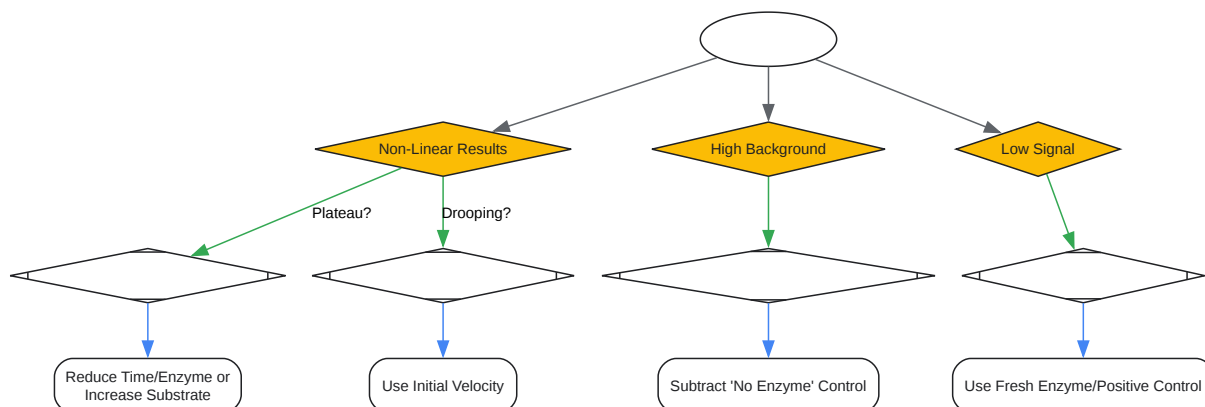 Non-Linear Results
High Background
Low Signal
Plateau?
Drooping?
Reduce Time/Enzyme or
Increase Substrate
Use Initial Velocity
Subtract 'No Enzyme' Control
Use Fresh Enzyme/Positive Control